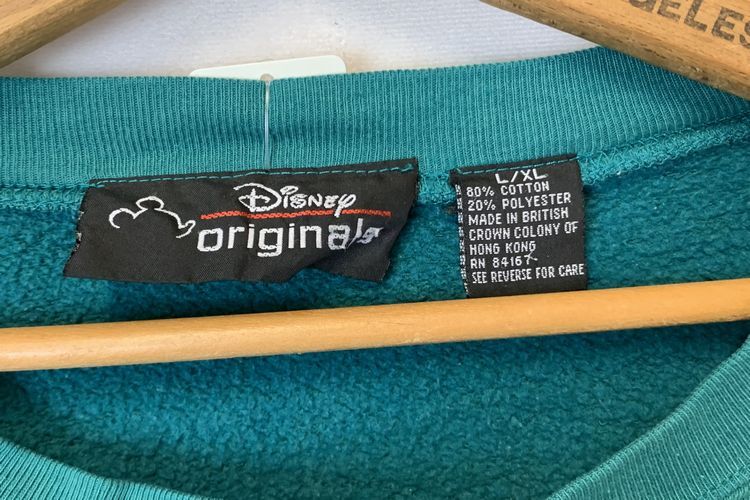 GELES
Disney
originals
L/XL
80% COTTON
20% POLYESTER
MADE IN BRITISH
CROWN COLONY OF
HONG KONG
RN 84167
SEE REVERSE FOR CARE